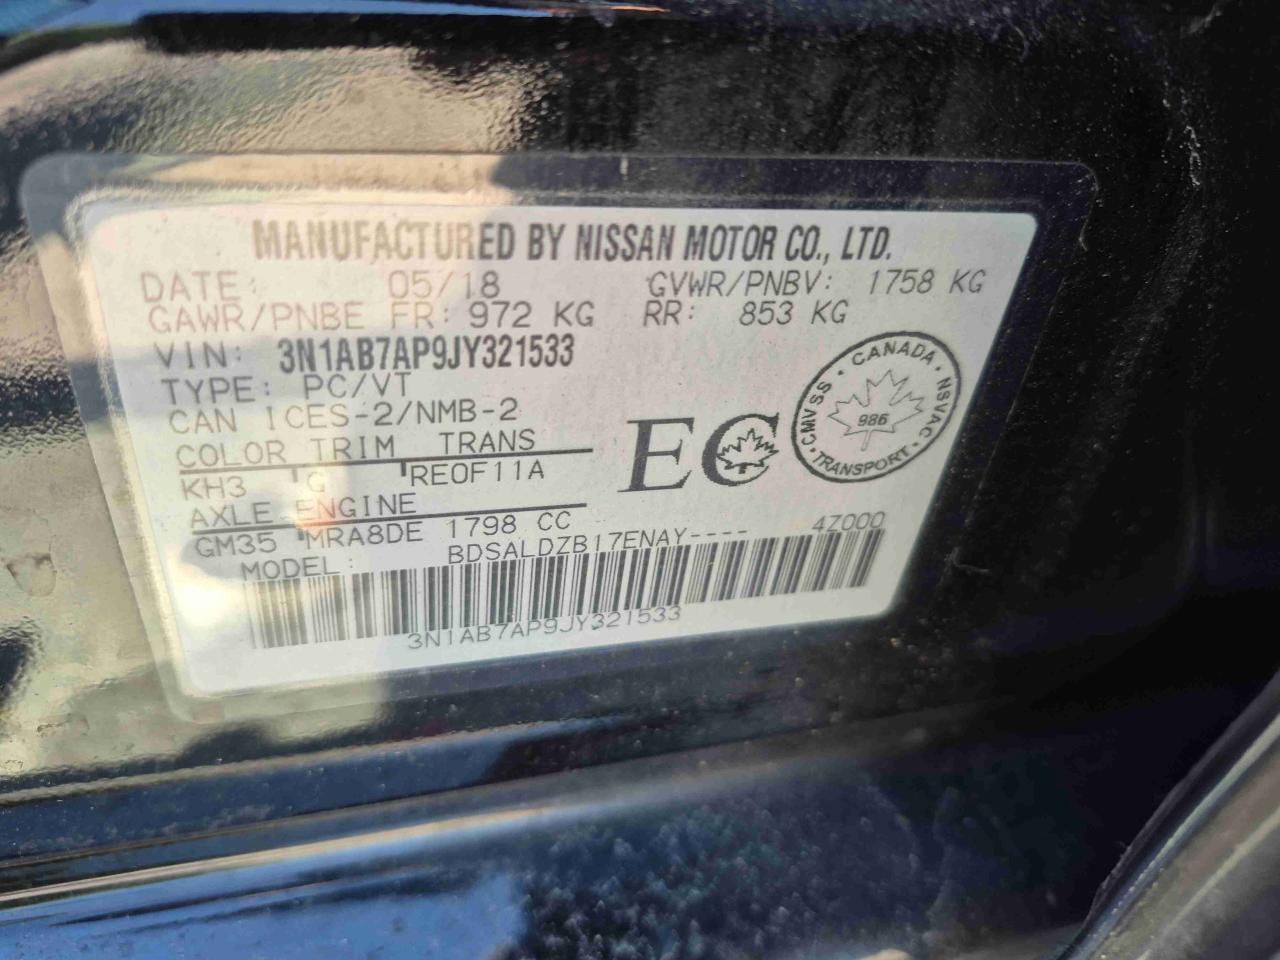 MANUFACTURED BY NISSAN MOTOR CO., LTD.
DATE: 05/18 GVWR/PNBV: 1758 KG
GAWR/PNBE FR: 972 KG RR: 853 KG
VIN: 3N1AB7AP9JY321533
TYPE: PC/VT
CAN ICES-2/NMB-2
COLOR TRIM TRANS
KH3 G RE0F11A
AXLE ENGINE
GM35 MRA8DE 1798 CC
MODEL: BDSALDZB17ENAY---- 4Z000
3N1AB7AP9JY321533
EC
CANADA
CMVSS NSVAC
986
TRANSPORT